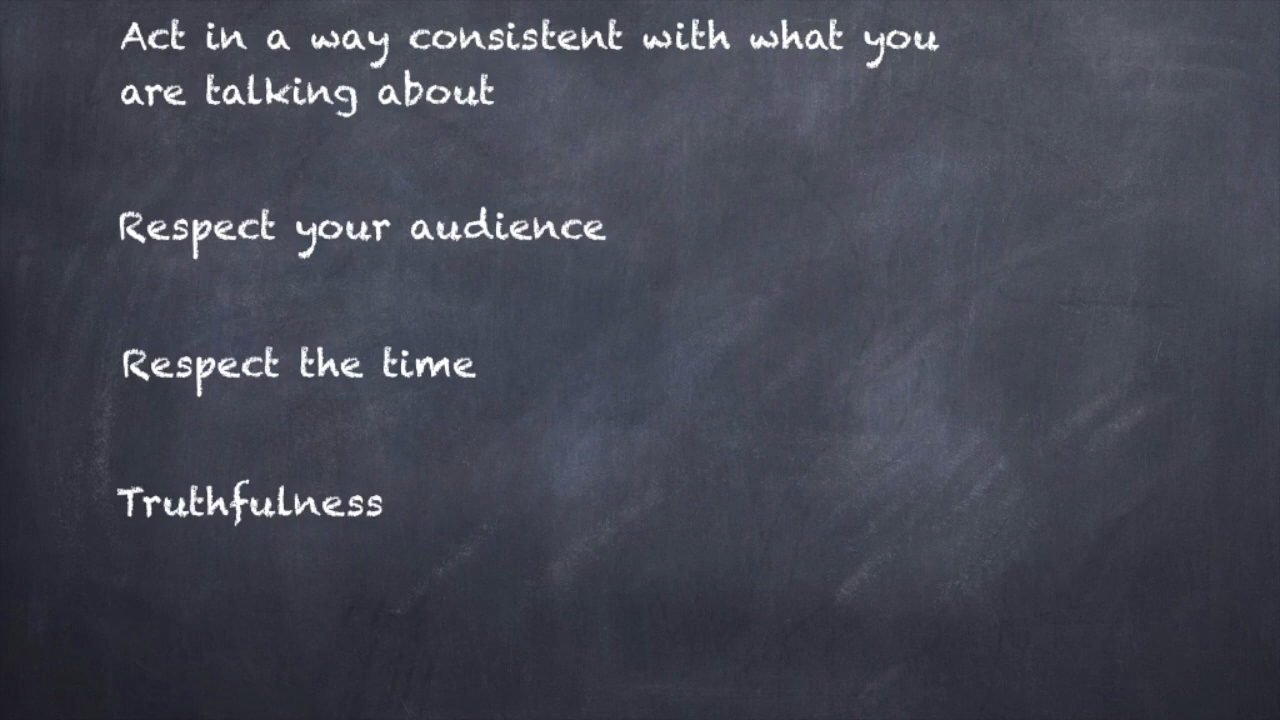 Act in a way consistent with what you
are talking about
Respect your audience
Respect the time
Truthfulness